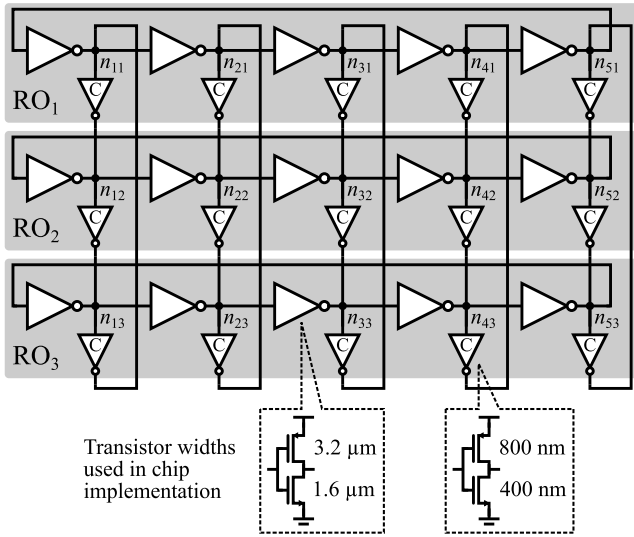 n11 n21 n31 n41 n51
C C C C C
RO1
n12 n22 n32 n42 n52
C C C C C
RO2
n13 n23 n33 n43 n53
C C C C C
RO3
Transistor widths
used in chip
implementation
3.2 µm
1.6 µm
800 nm
400 nm